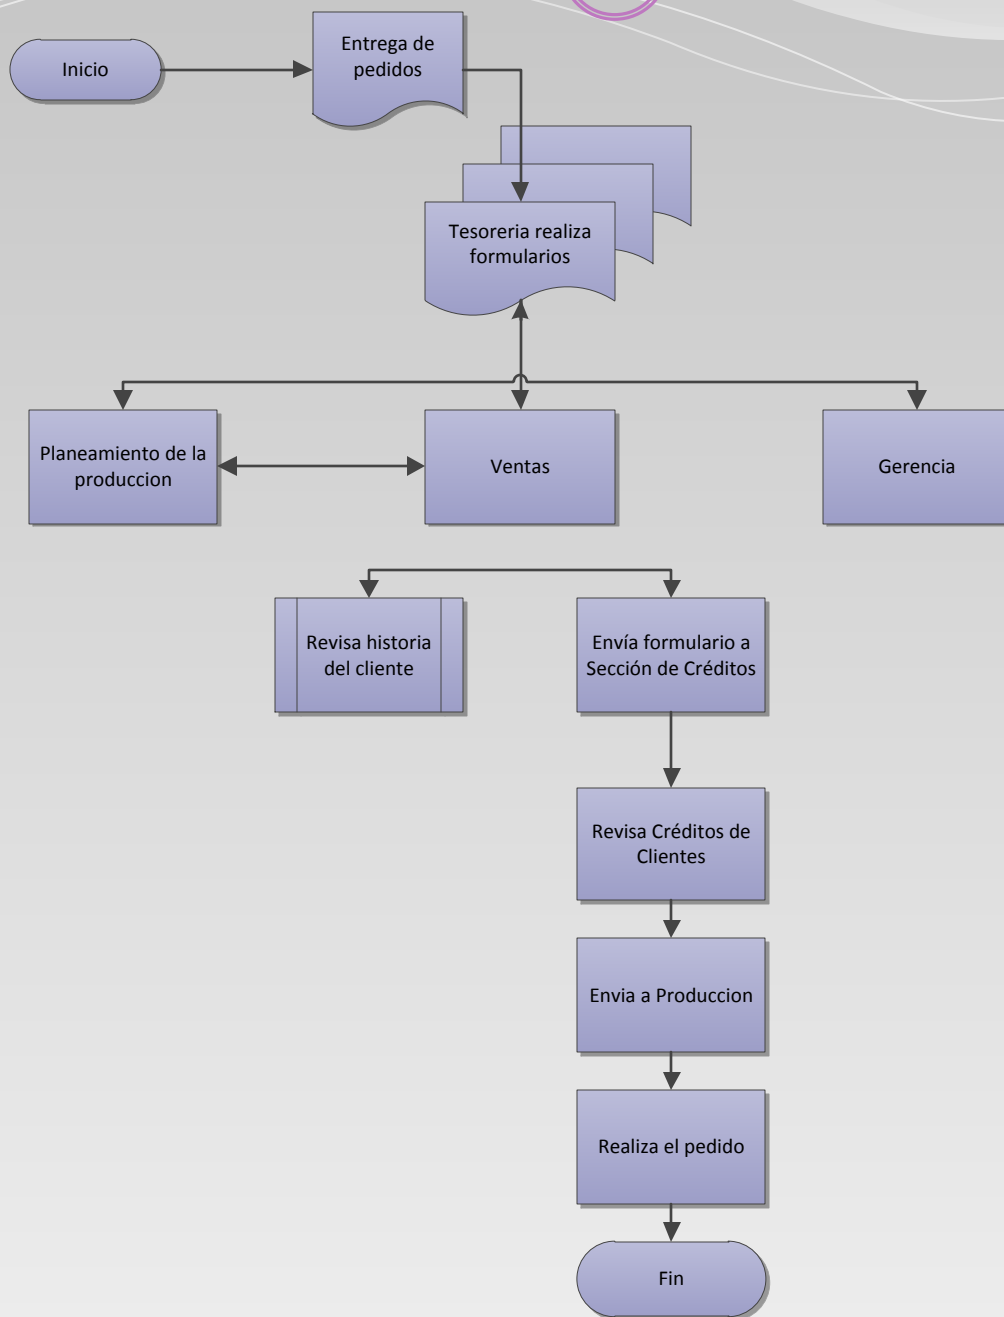 Inicio
Entrega de
pedidos
Tesoreria realiza
formularios
Planeamiento de la
produccion
Ventas
Gerencia
Revisa historia
del cliente
Envía formulario a
Sección de Créditos
Revisa Créditos de
Clientes
Envia a Produccion
Realiza el pedido
Fin